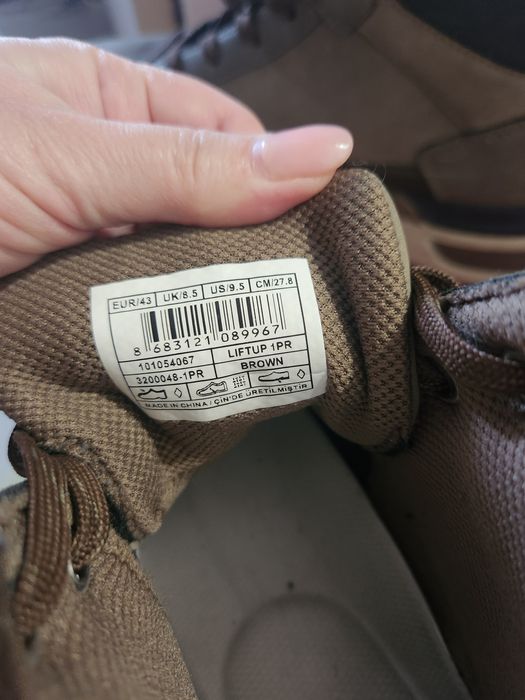 EUR/43 UK/8.5 US/9.5 CM/27.8
8 683121 089967
101054067 LIFTUP 1PR
3200048-1PR BROWN
MADE IN CHINA / ÇİN'DE ÜRETİLMİŞTİR